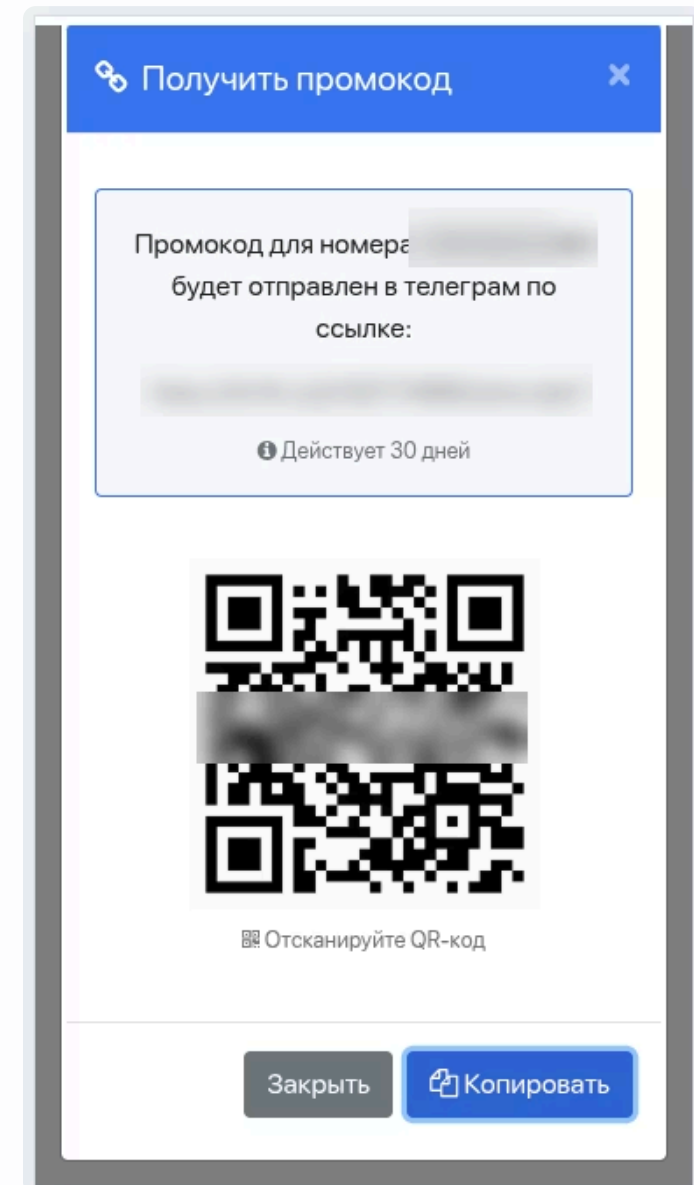 Получить промокод
Промокод для номера
будет отправлен в телеграм по
ссылке:
Действует 30 дней
Отсканируйте QR-код
Закрыть
Копировать